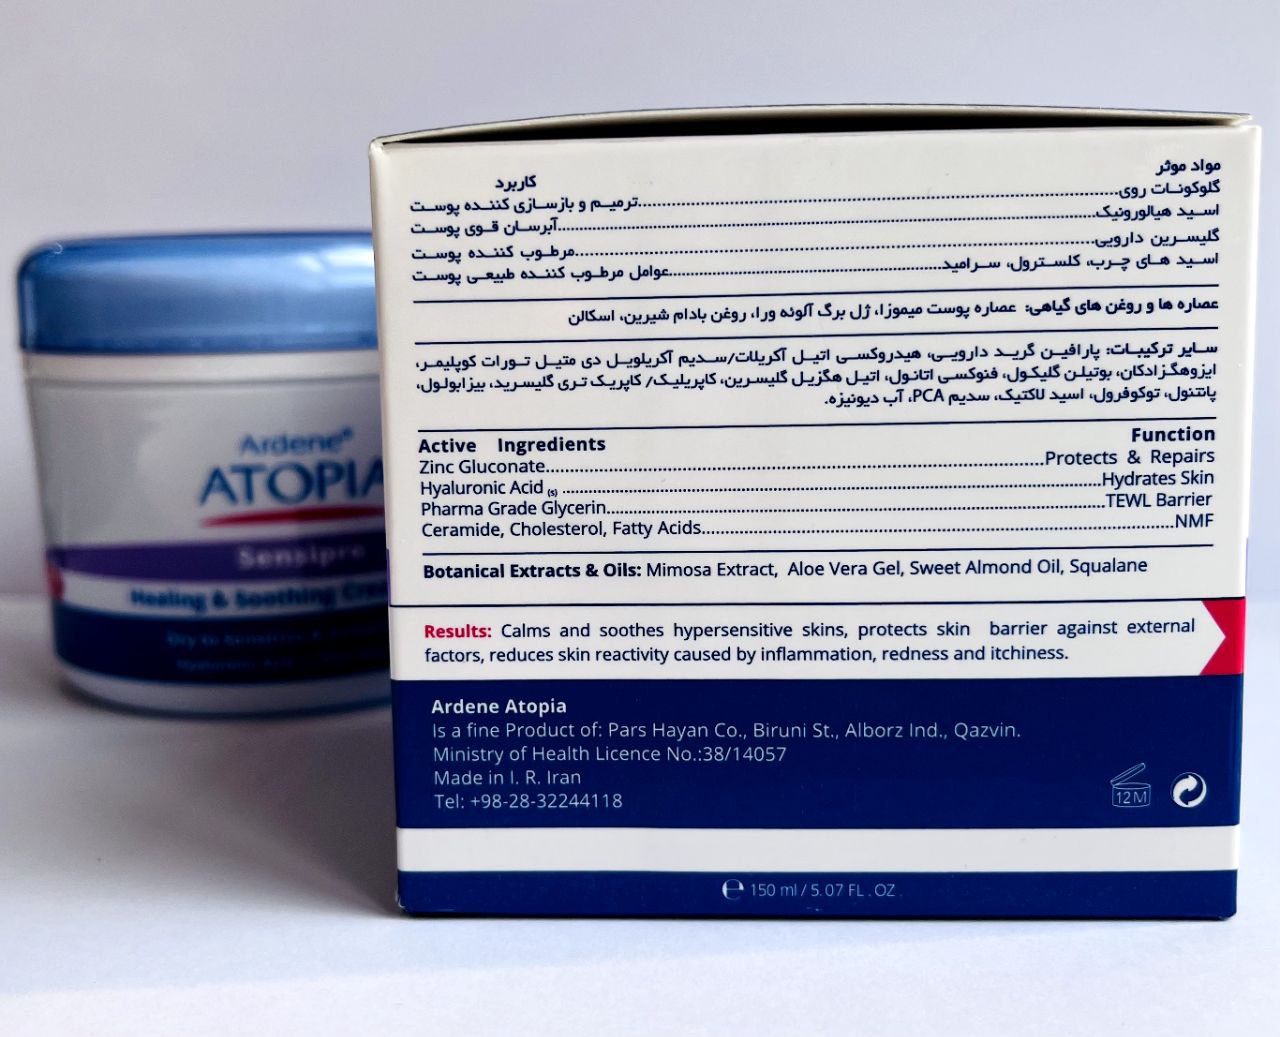 مواد موثر
کاربرد
گلوکونات روی......ترمیم و بازسازی کننده پوست
اسید هیالورونیک......آبرسان قوی پوست
گلیسرین دارویی......مرطوب کننده پوست
اسید های چرب، کلسترول، سرامید......عوامل مرطوب کننده طبیعی پوست
عصاره ها و روغن های گیاهی: عصاره پوست میموزا، ژل برگ آلوئه ورا، روغن بادام شیرین، اسکالن
سایر ترکیبات: پارافین گرید دارویی، هیدروکسی اتیل آکریلات/سدیم آکریلویل دی متیل تورات کوپلیمر،
ایزوهگزادکان، بوتیلن گلیکول، فنوکسی اتانول، اتیل هگزیل گلیسرین، کاپریلیک/ کاپریک تری گلیسرید، بیزابولول،
پانتنول، توکوفرول، اسید لاکتیک، سدیم PCA، آب دیونیزه.
Active Ingredients Function
Zinc Gluconate......Protects & Repairs
Hyaluronic Acid (s) ......Hydrates Skin
Pharma Grade Glycerin......TEWL Barrier
Ceramide, Cholesterol, Fatty Acids......NMF
Botanical Extracts & Oils: Mimosa Extract, Aloe Vera Gel, Sweet Almond Oil, Squalane
Results: Calms and soothes hypersensitive skins, protects skin barrier against external
factors, reduces skin reactivity caused by inflammation, redness and itchiness.
Ardene Atopia
Is a fine Product of: Pars Hayan Co., Biruni St., Alborz Ind., Qazvin.
Ministry of Health Licence No.:38/14057
Made in I. R. Iran
Tel: +98-28-32244118
12 M
℮ 150 ml / 5.07 FL . OZ .
Ardene®
ATOPIA
Sensipro
Healing & Soothing